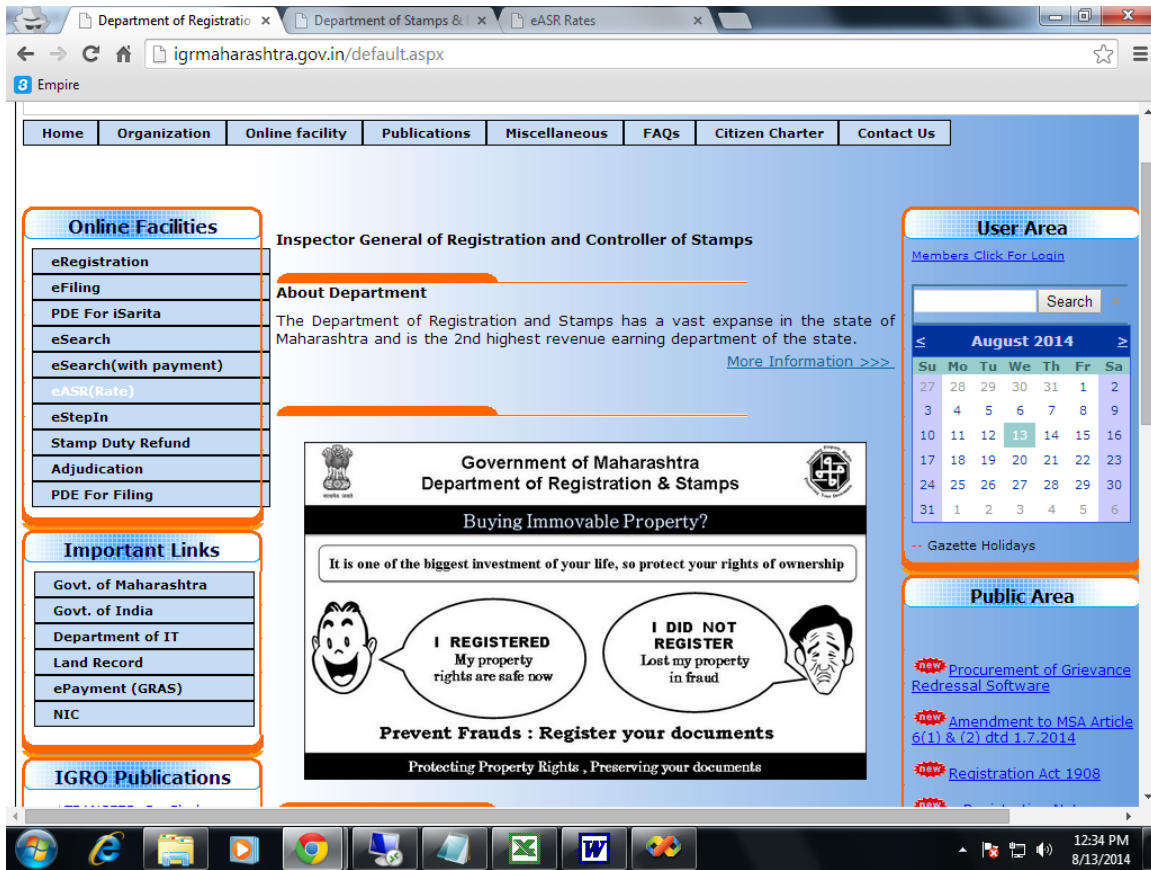 Department of Registratio
Department of Stamps &
eASR Rates
igrmaharashtra.gov.in/default.aspx
Empire
Home
Organization
Online facility
Publications
Miscellaneous
FAQs
Citizen Charter
Contact Us
Online Facilities
eRegistration
eFiling
PDE For iSarita
eSearch
eSearch(with payment)
eASR(Rate)
eStepIn
Stamp Duty Refund
Adjudication
PDE For Filing
Important Links
Govt. of Maharashtra
Govt. of India
Department of IT
Land Record
ePayment (GRAS)
NIC
IGRO Publications
Inspector General of Registration and Controller of Stamps
About Department
The Department of Registration and Stamps has a vast expanse in the state of
Maharashtra and is the 2nd highest revenue earning department of the state.
More Information >>>
Government of Maharashtra
Department of Registration & Stamps
Buying Immovable Property?
It is one of the biggest investment of your life, so protect your rights of ownership
I REGISTERED
My property
rights are safe now
I DID NOT
REGISTER
Lost my property
in fraud
Prevent Frauds : Register your documents
Protecting Property Rights , Preserving your documents
User Area
Members Click For Login
Search
< August 2014 >
Su Mo Tu We Th Fr Sa
27 28 29 30 31 1 2
3 4 5 6 7 8 9
10 11 12 13 14 15 16
17 18 19 20 21 22 23
24 25 26 27 28 29 30
31 1 2 3 4 5 6
-- Gazette Holidays
Public Area
new Procurement of Grievance
Redressal Software
new Amendment to MSA Article
6(1) & (2) dtd 1.7.2014
new Registration Act 1908
12:34 PM
8/13/2014